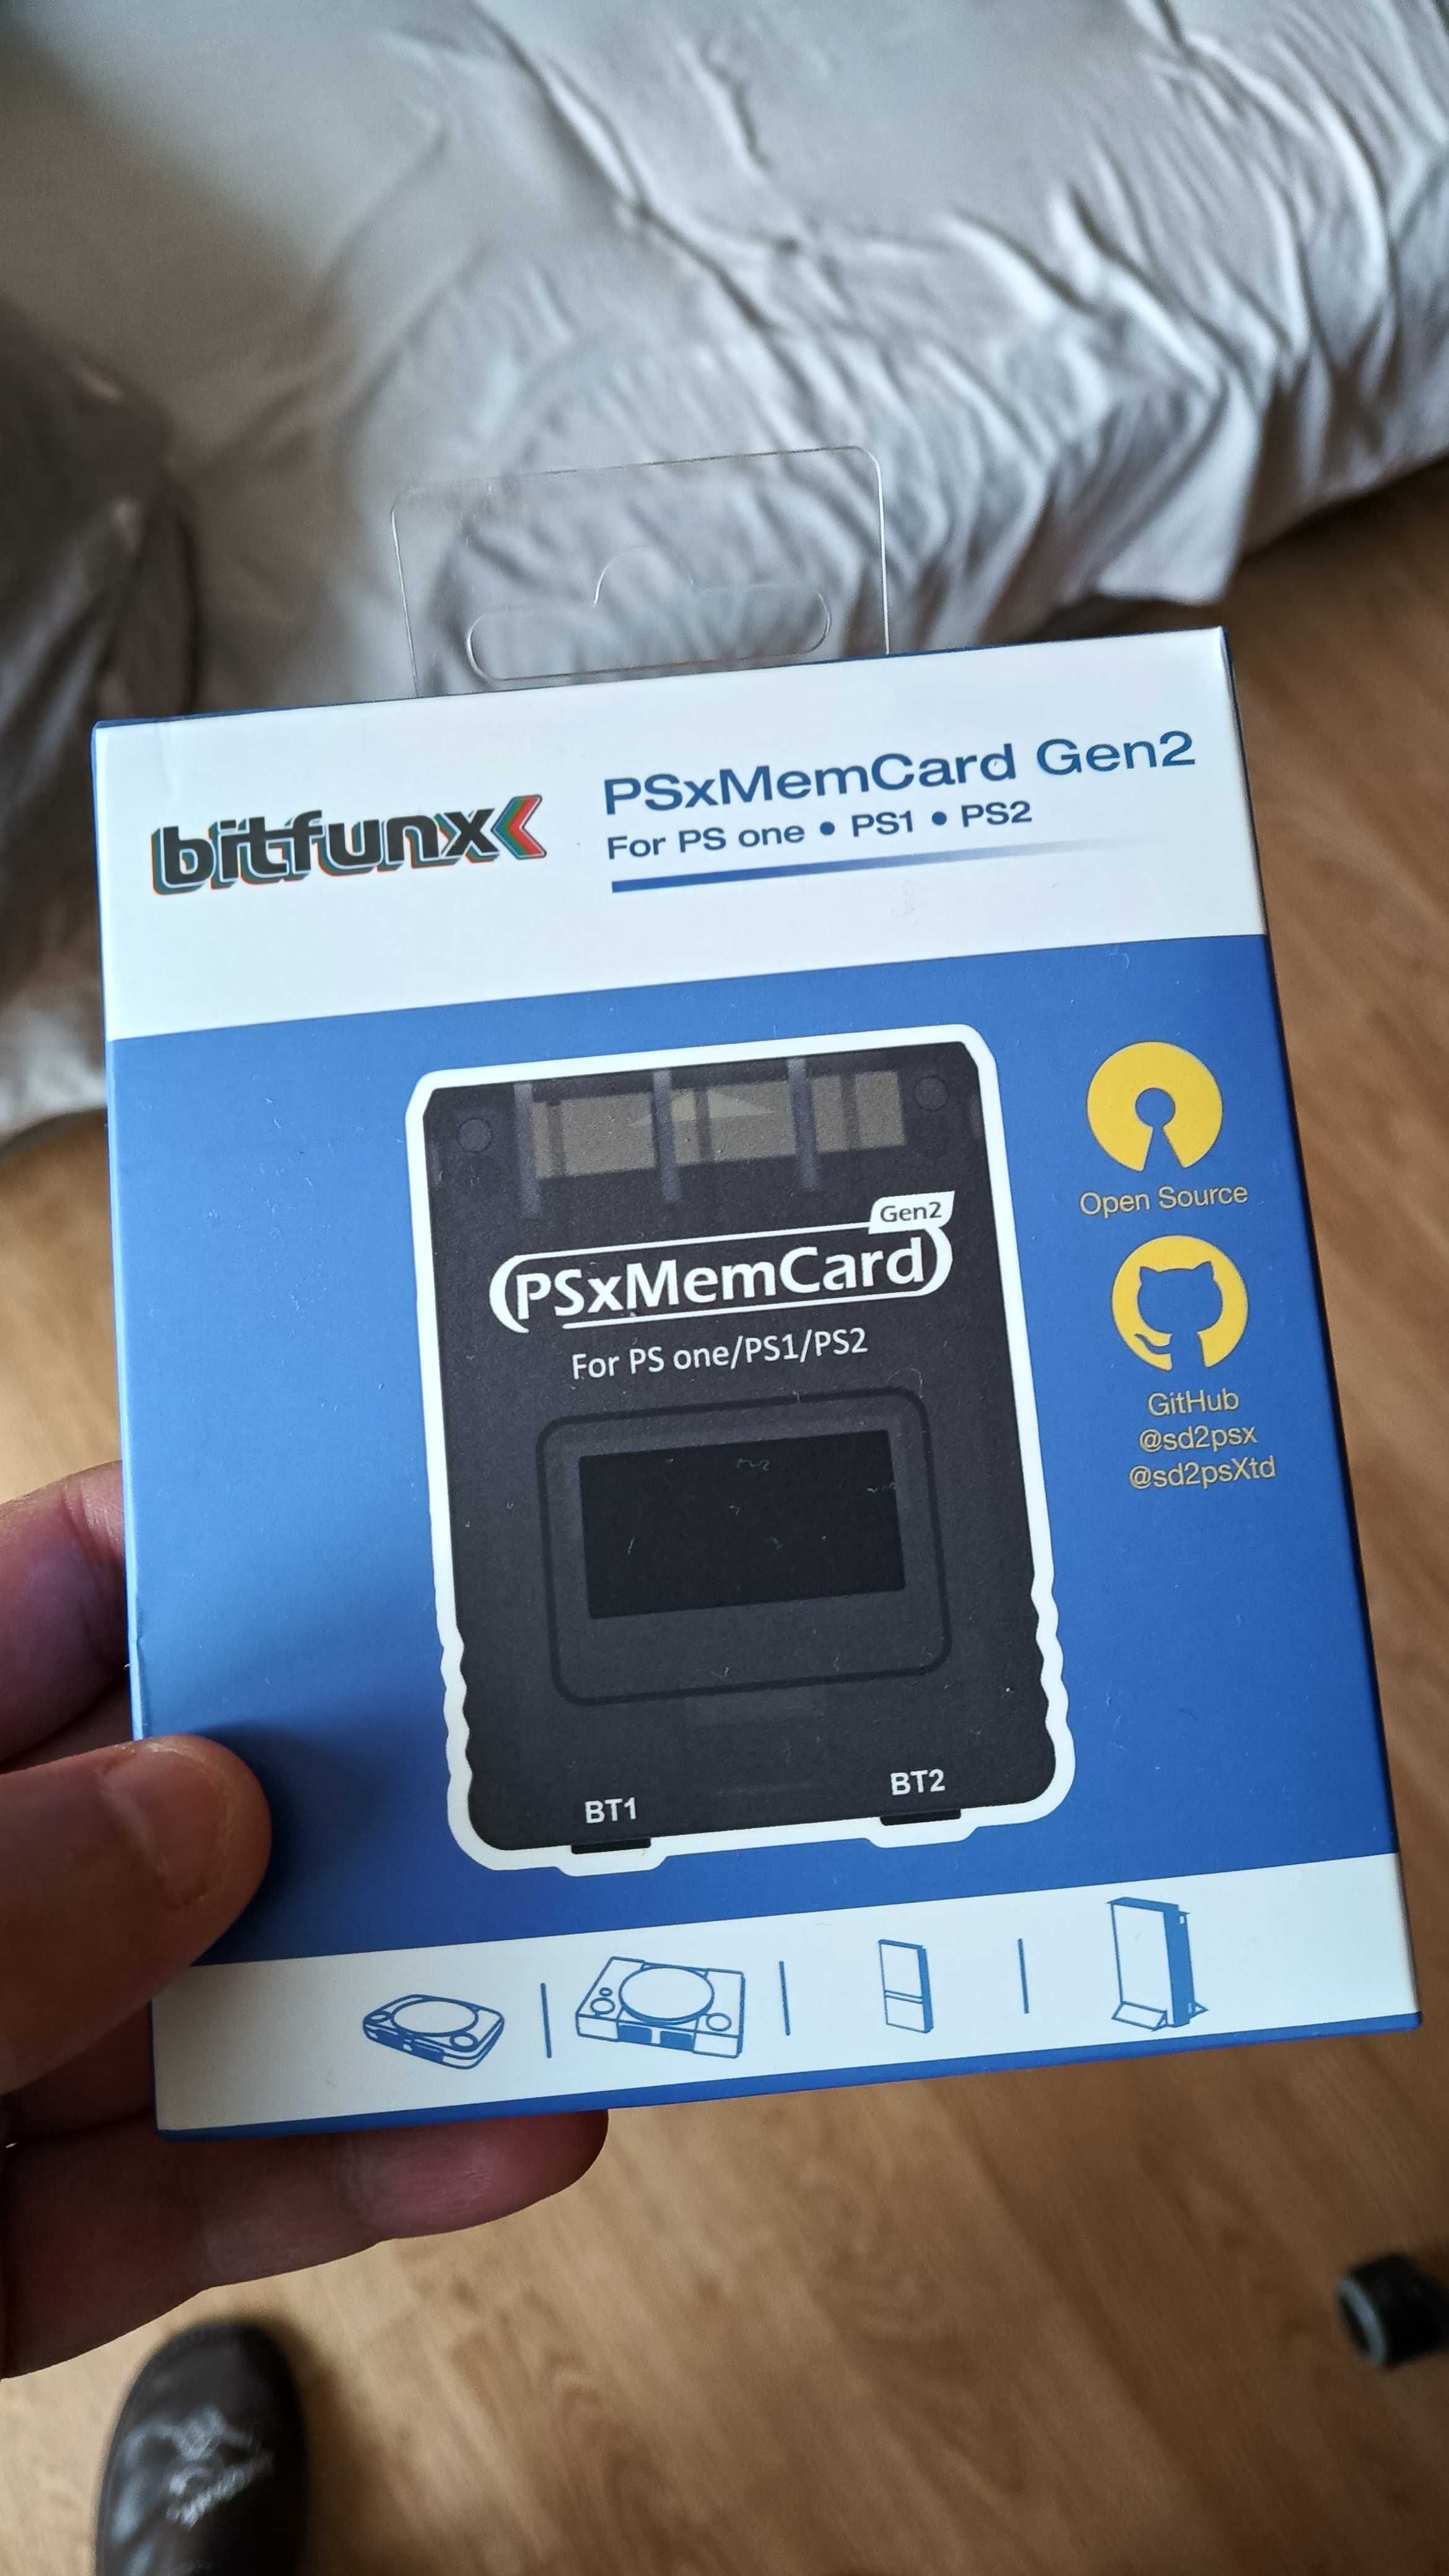 bitfunx
PSxMemCard Gen2
For PS one • PS1 • PS2
Gen2
PSxMemCard
For PS one/PS1/PS2
BT1
BT2
Open Source
GitHub
@sd2psx
@sd2psXtd